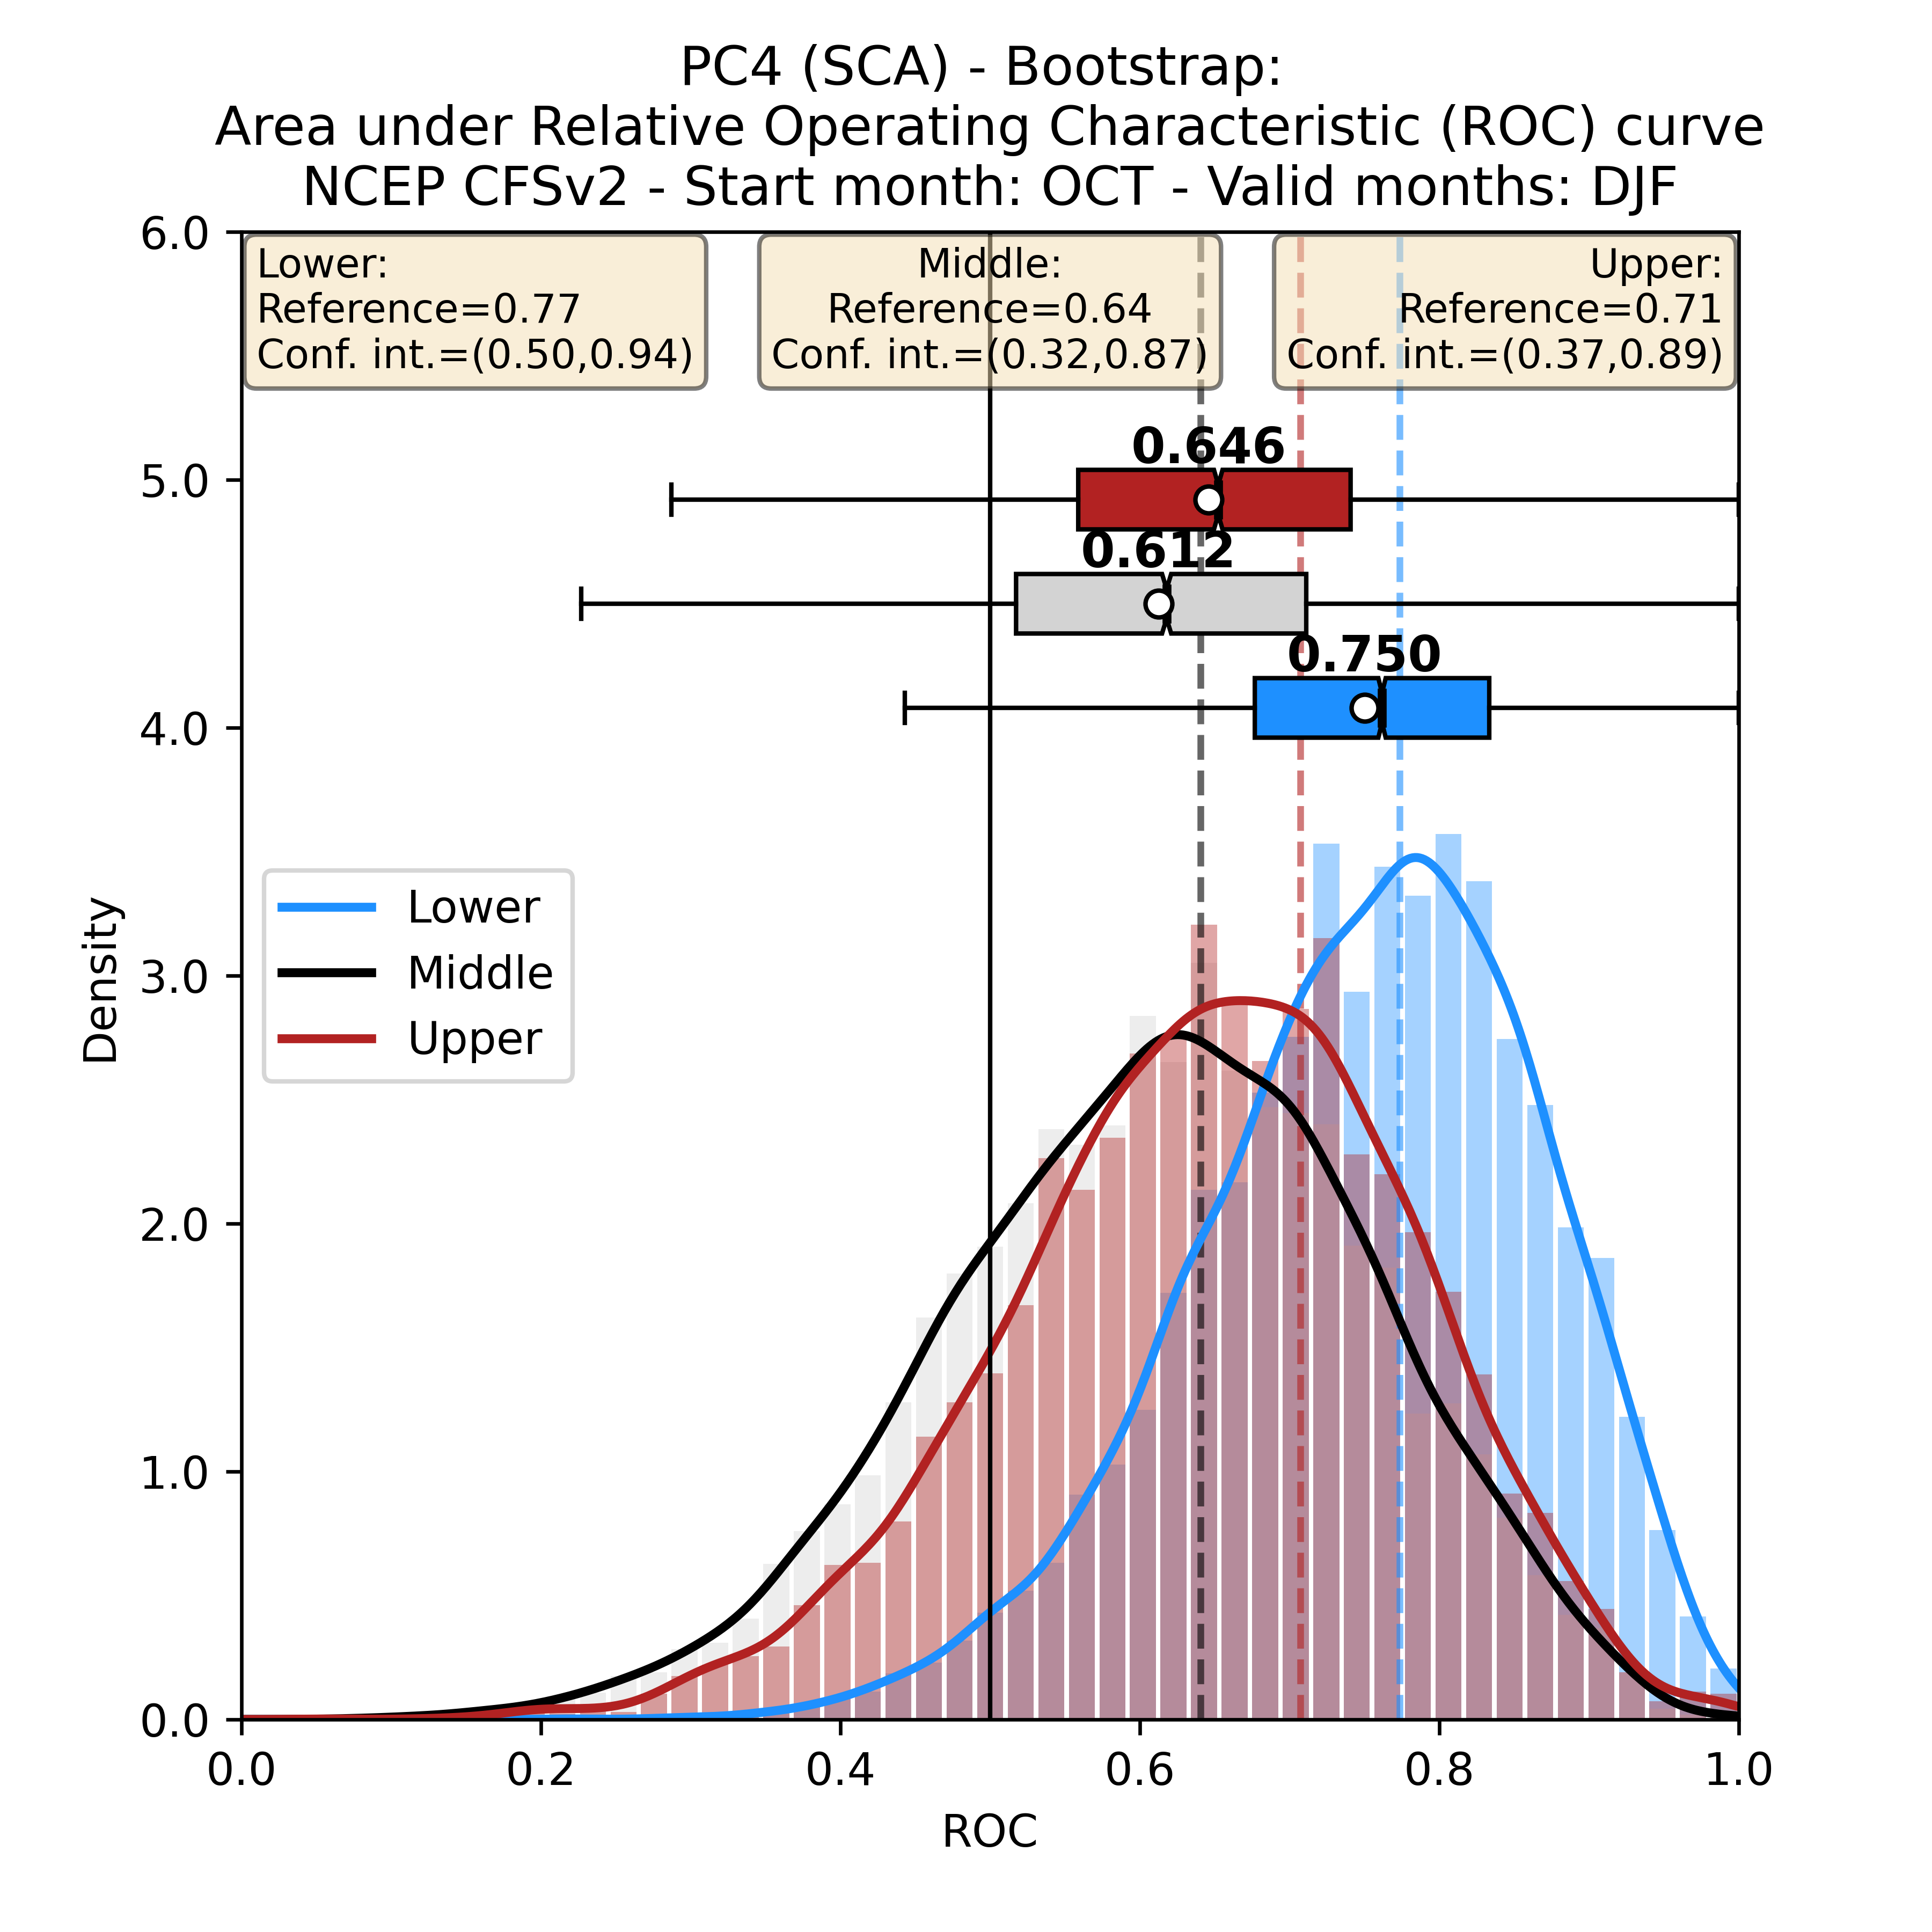 PC4 (SCA) - Bootstrap:
Area under Relative Operating Characteristic (ROC) curve
NCEP CFSv2 - Start month: OCT - Valid months: DJF
6.0
Lower:
Reference=0.77
Conf. int.=(0.50,0.94)
Middle:
Reference=0.64
Conf. int.=(0.32,0.87)
Upper:
Reference=0.71
Conf. int.=(0.37,0.89)
0.646
5.0
0.612
0.750
4.0
Lower
Middle
Upper
Density
3.0
2.0
1.0
0.0
0.0 0.2 0.4 0.6 0.8 1.0
ROC